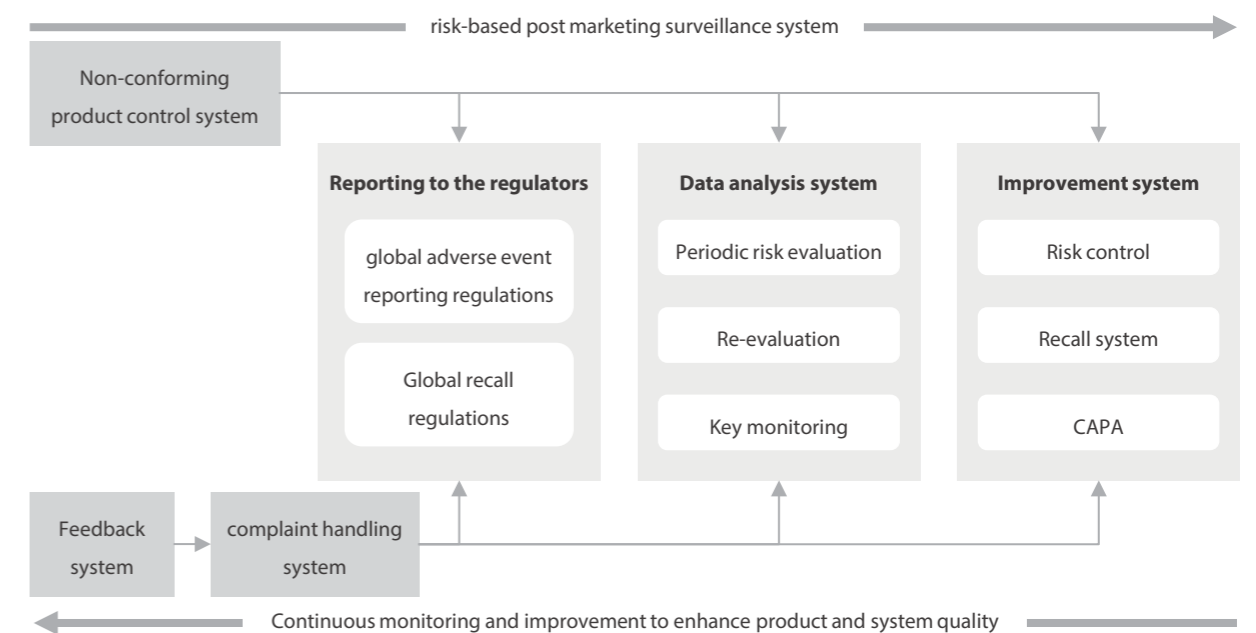 risk-based post marketing surveillance system
Non-conforming
product control system
Reporting to the regulators
global adverse event
reporting regulations
Global recall
regulations
Data analysis system
Periodic risk evaluation
Re-evaluation
Key monitoring
Improvement system
Risk control
Recall system
CAPA
Feedback
system
complaint handling
system
Continuous monitoring and improvement to enhance product and system quality